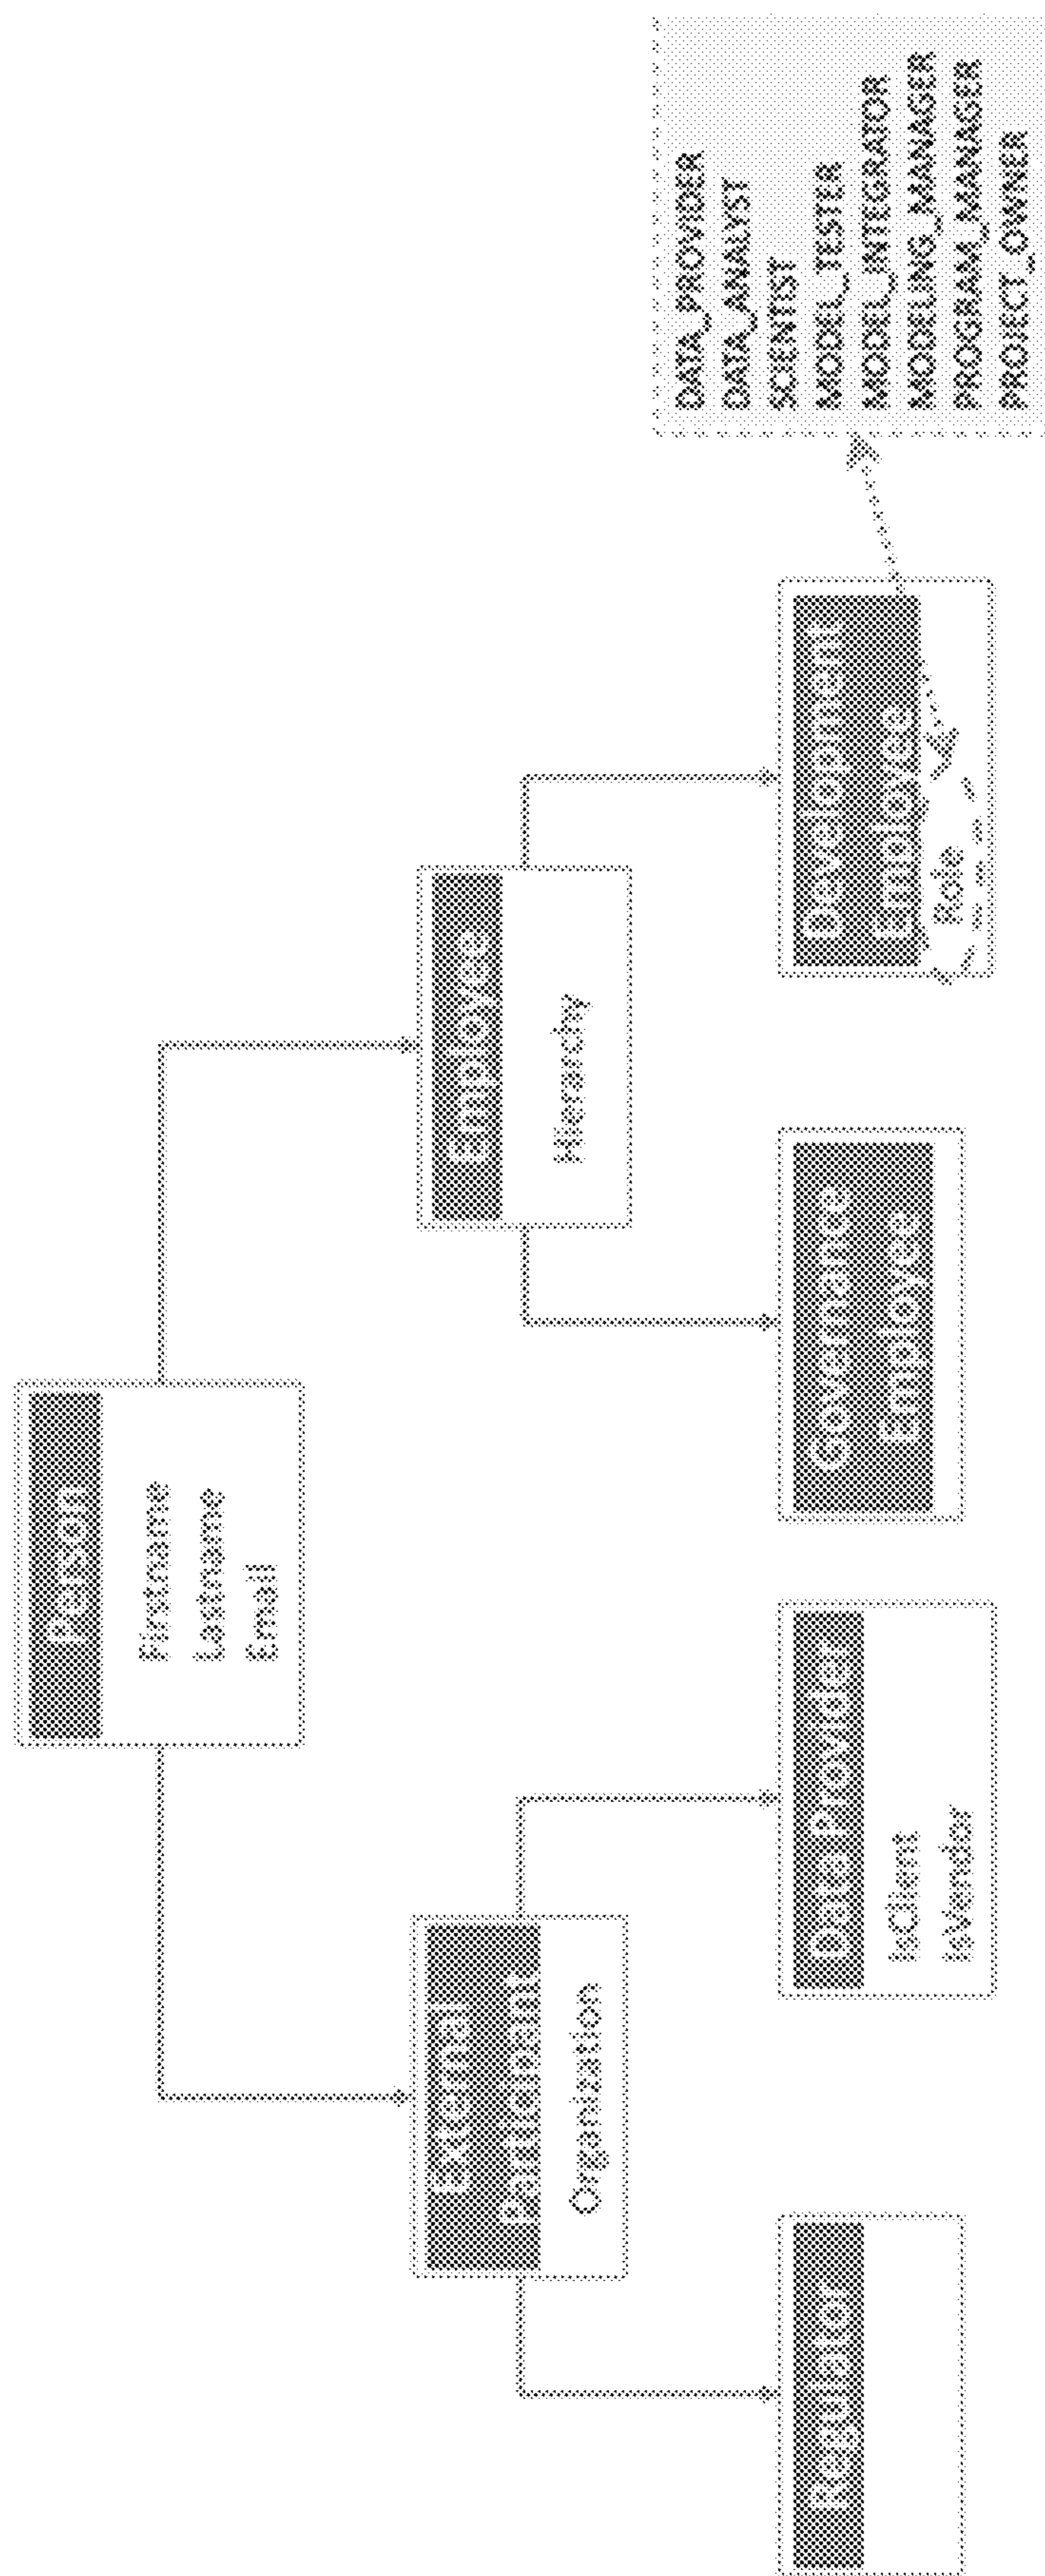 Person
Firstname
Lastname
Email
External
Participant
Organization
Employee
Hierarchy
Regulator
Data Provider
IsClient
IsVendor
Governance
Employee
Development
Employee
Role
DATA_PROVIDER
DATA_ANALYST
SCIENTIST
MODEL_TESTER
MODEL_INTEGRATOR
MODELING_MANAGER
PROGRAM_MANAGER
PROJECT_OWNER